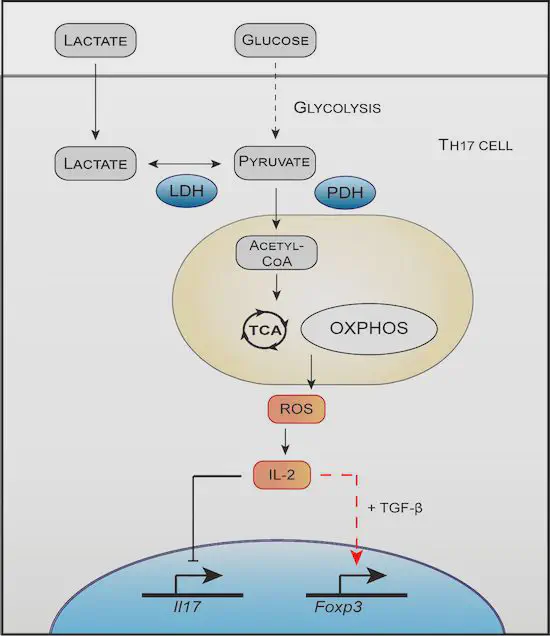 LACTATE
GLUCOSE
GLYCOLYSIS
TH17 CELL
LACTATE
PYRUVATE
LDH
PDH
ACETYL-
COA
TCA
OXPHOS
ROS
IL-2
+ TGF-β
Il17
Foxp3